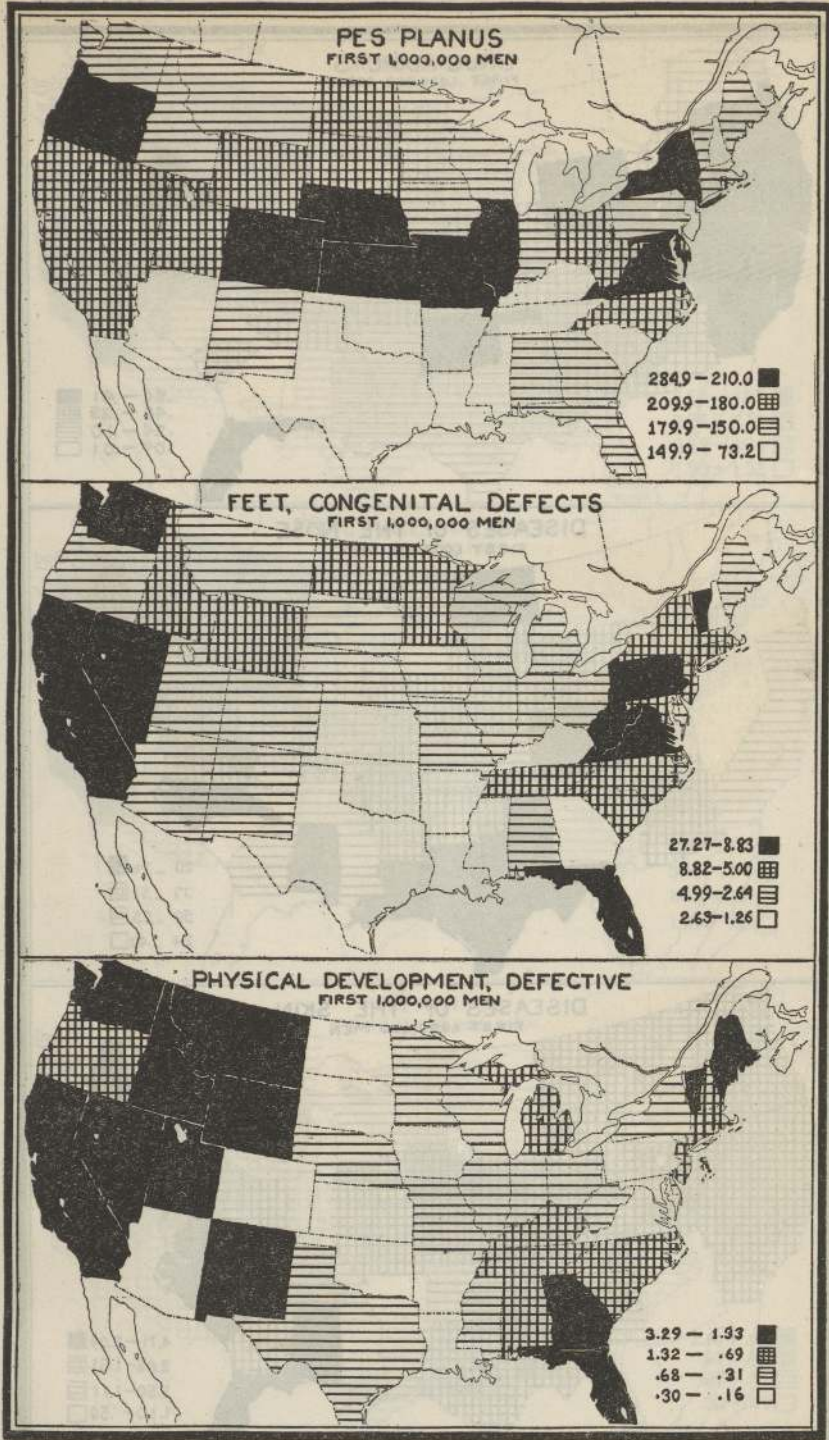 PES PLANUS
FIRST 1,000,000 MEN
284.9–210.0
209.9–180.0
179.9–150.0
149.9– 73.2
FEET, CONGENITAL DEFECTS
FIRST 1,000,000 MEN
27.27–8.83
8.82–5.00
4.99–2.64
2.63–1.26
PHYSICAL DEVELOPMENT, DEFECTIVE
FIRST 1,000,000 MEN
3.29 — 1.33
1.32 — .69
.68 — .31
.30 — .16